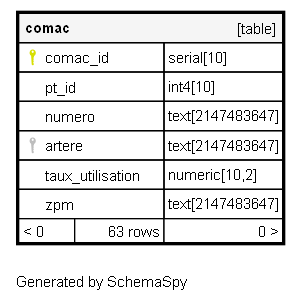 comac [table]
comac_id serial[10]
pt_id int4[10]
numero text[2147483647]
artere text[2147483647]
taux_utilisation numeric[10,2]
zpm text[2147483647]
< 0 63 rows 0 >
Generated by SchemaSpy